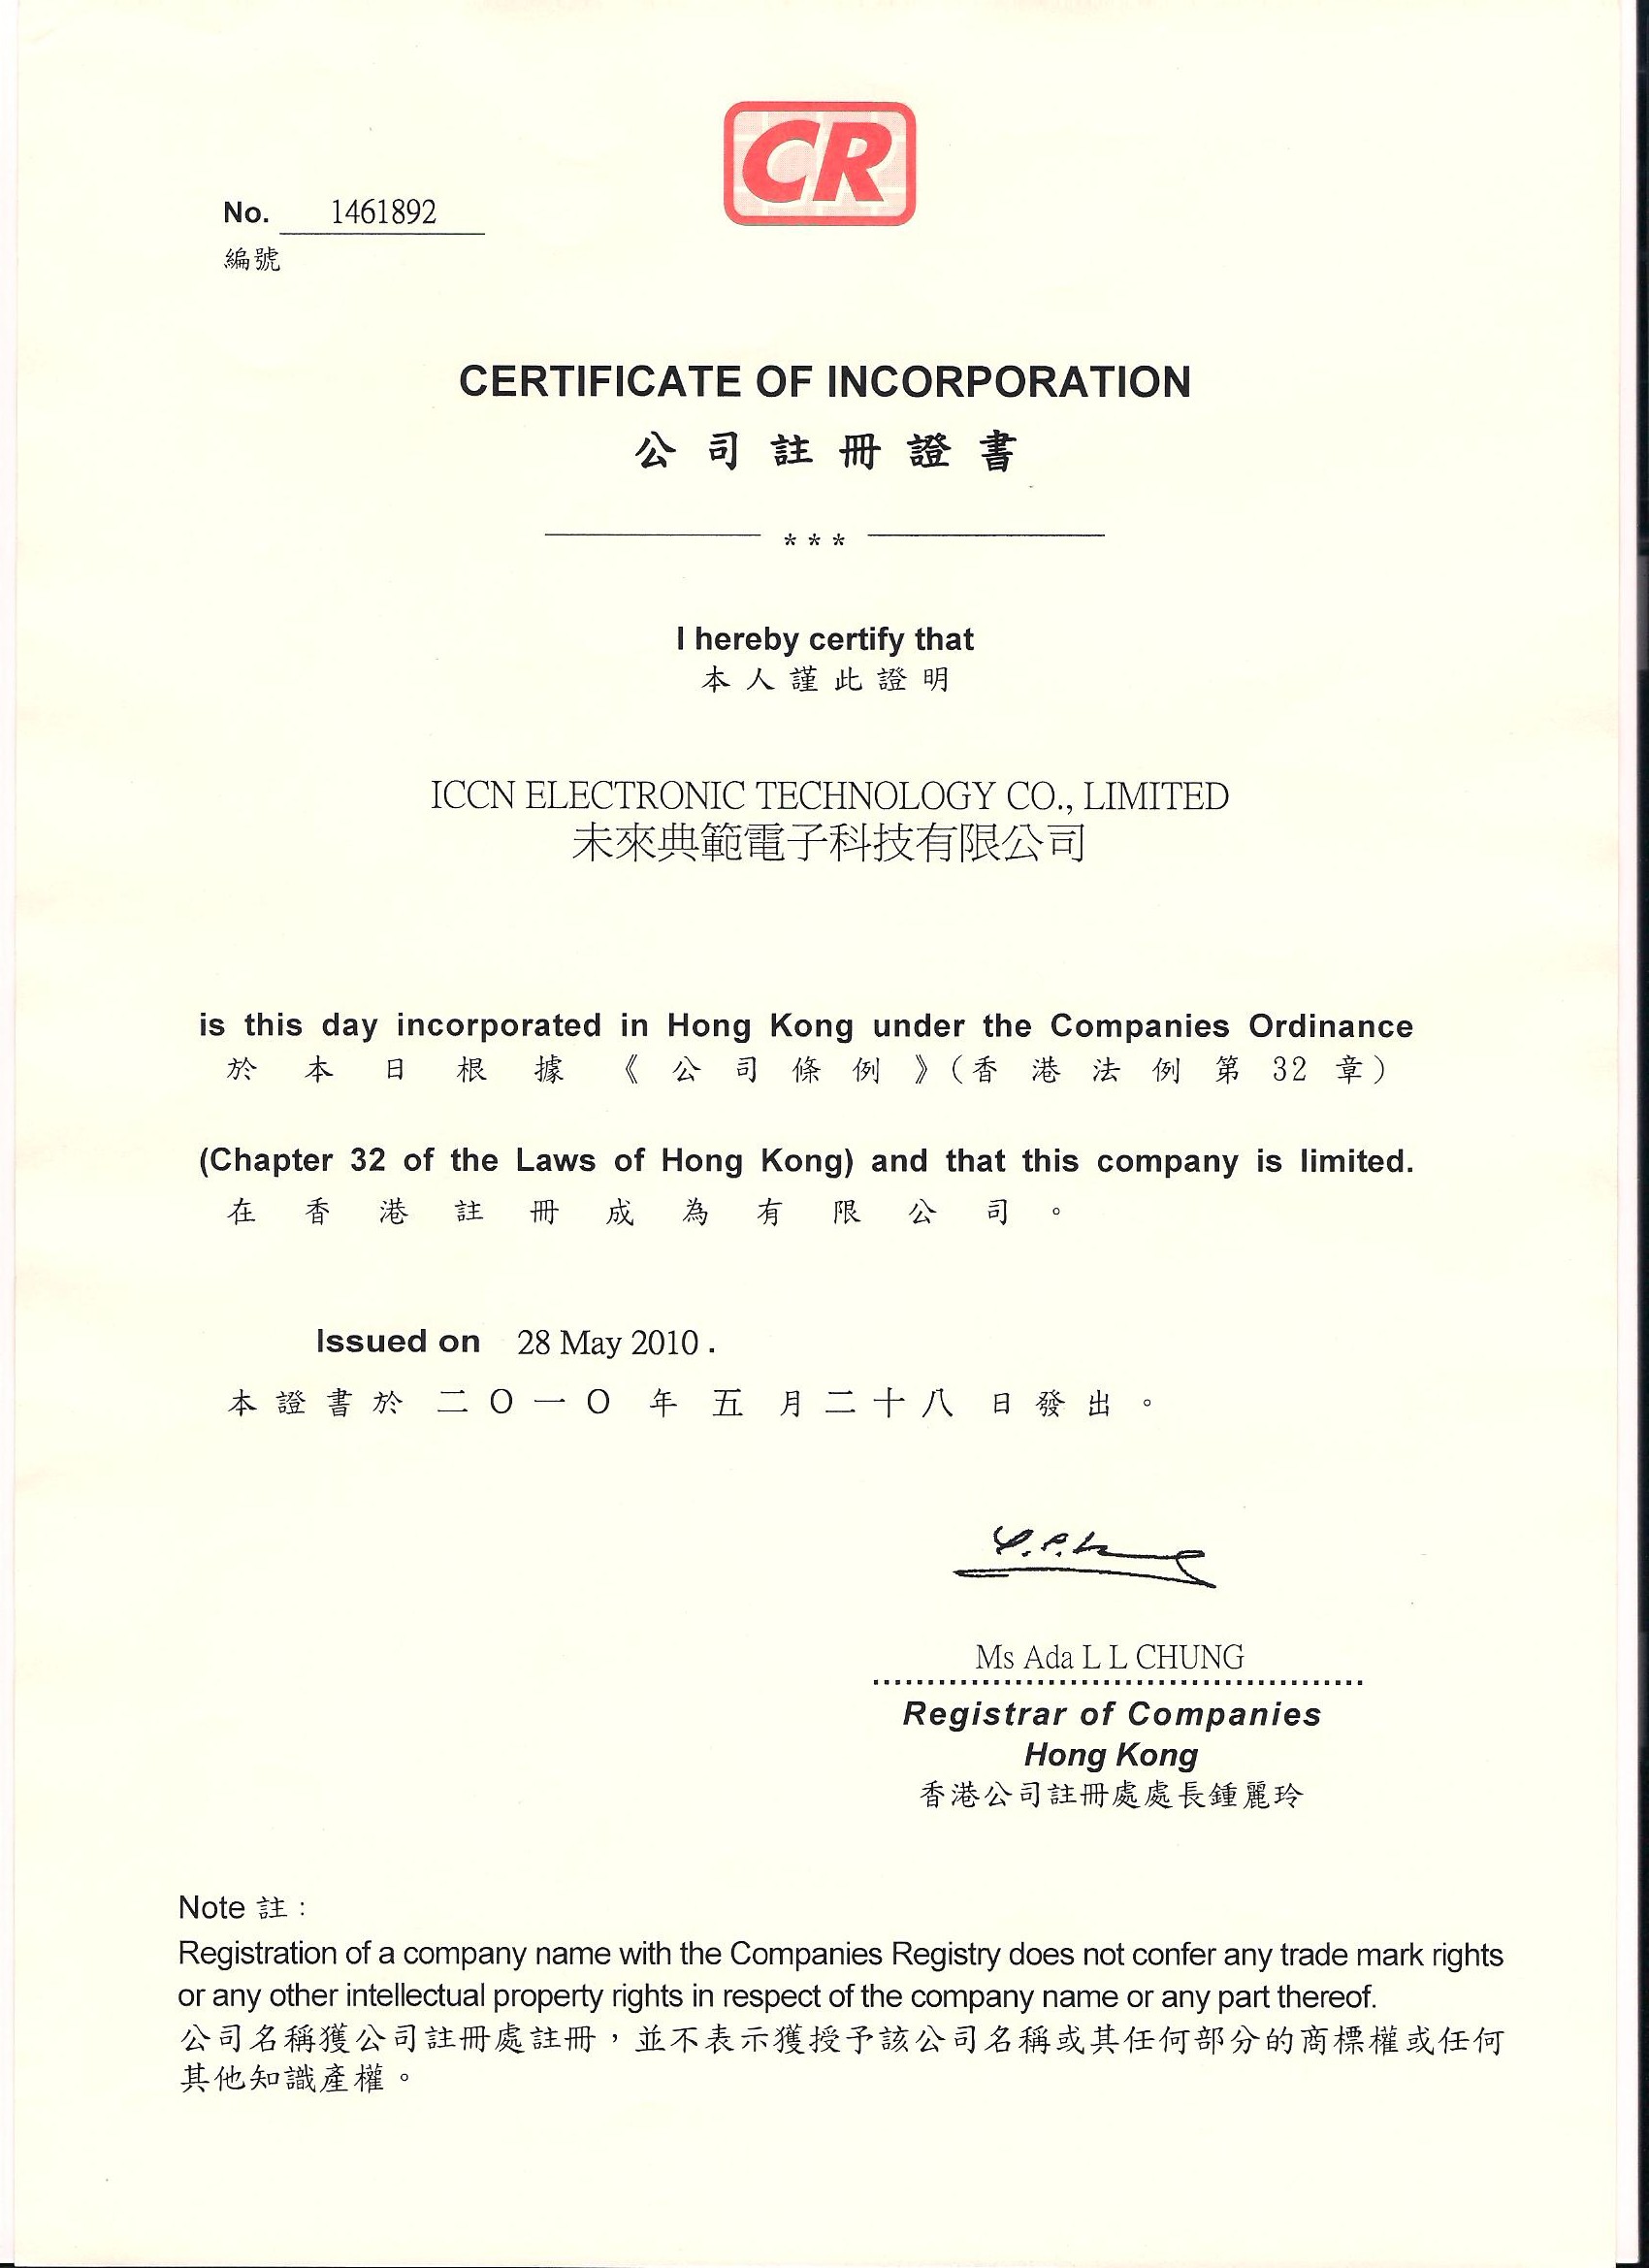 CR
No. 1461892
編號
CERTIFICATE OF INCORPORATION
公司註冊證書
* * *
I hereby certify that
本人謹此證明
ICCN ELECTRONIC TECHNOLOGY CO., LIMITED
未來典範電子科技有限公司
is this day incorporated in Hong Kong under the Companies Ordinance
於本日根據《公司條例》(香港法例第32章)
(Chapter 32 of the Laws of Hong Kong) and that this company is limited.
在香港註冊成為有限公司。
Issued on 28 May 2010 .
本證書於二〇一〇年五月二十八日發出。
Ms Ada L L CHUNG
Registrar of Companies
Hong Kong
香港公司註冊處處長鍾麗玲
Note 註:
Registration of a company name with the Companies Registry does not confer any trade mark rights
or any other intellectual property rights in respect of the company name or any part thereof.
公司名稱獲公司註冊處註冊，並不表示獲授予該公司名稱或其任何部分的商標權或任何
其他知識產權。